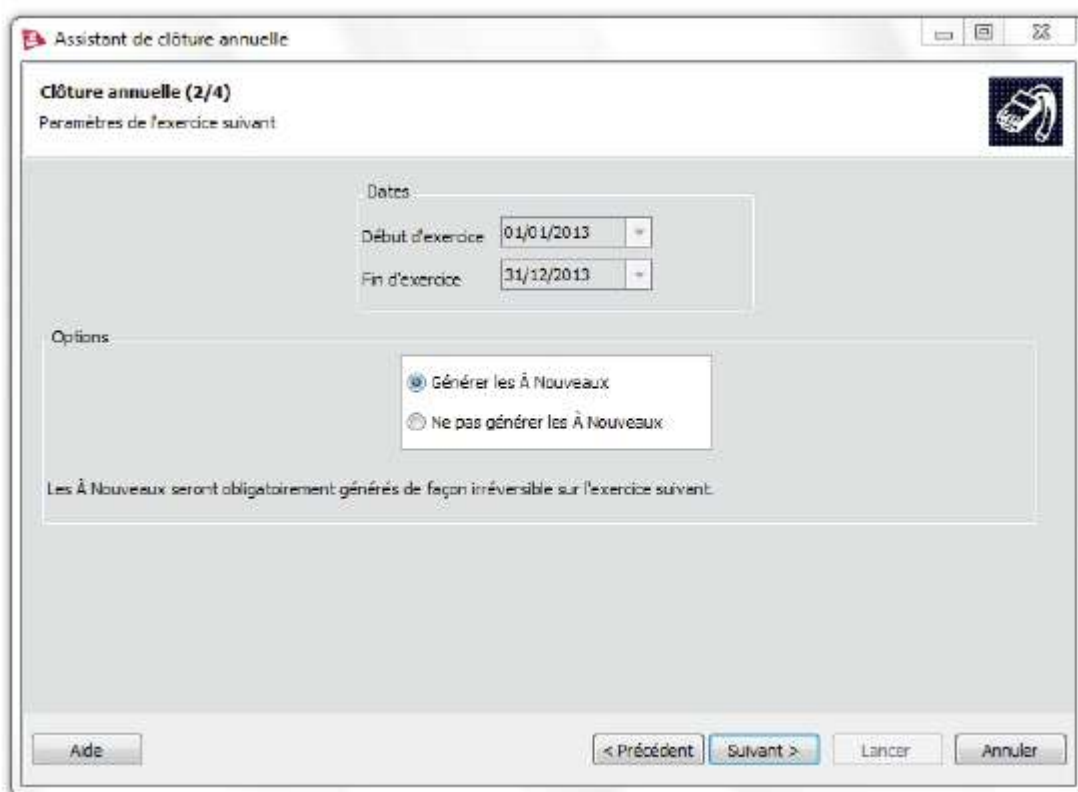 Assistant de clôture annuelle
Clôture annuelle (2/4)
Paramètres de l'exercice suivant
Dates
Début d'exercice 01/01/2013
Fin d'exercice 31/12/2013
Options
Générer les À Nouveaux
Ne pas générer les À Nouveaux
Les À Nouveaux seront obligatoirement générés de façon irréversible sur l'exercice suivant.
Aide < Précédent Suivant > Lancer Annuler